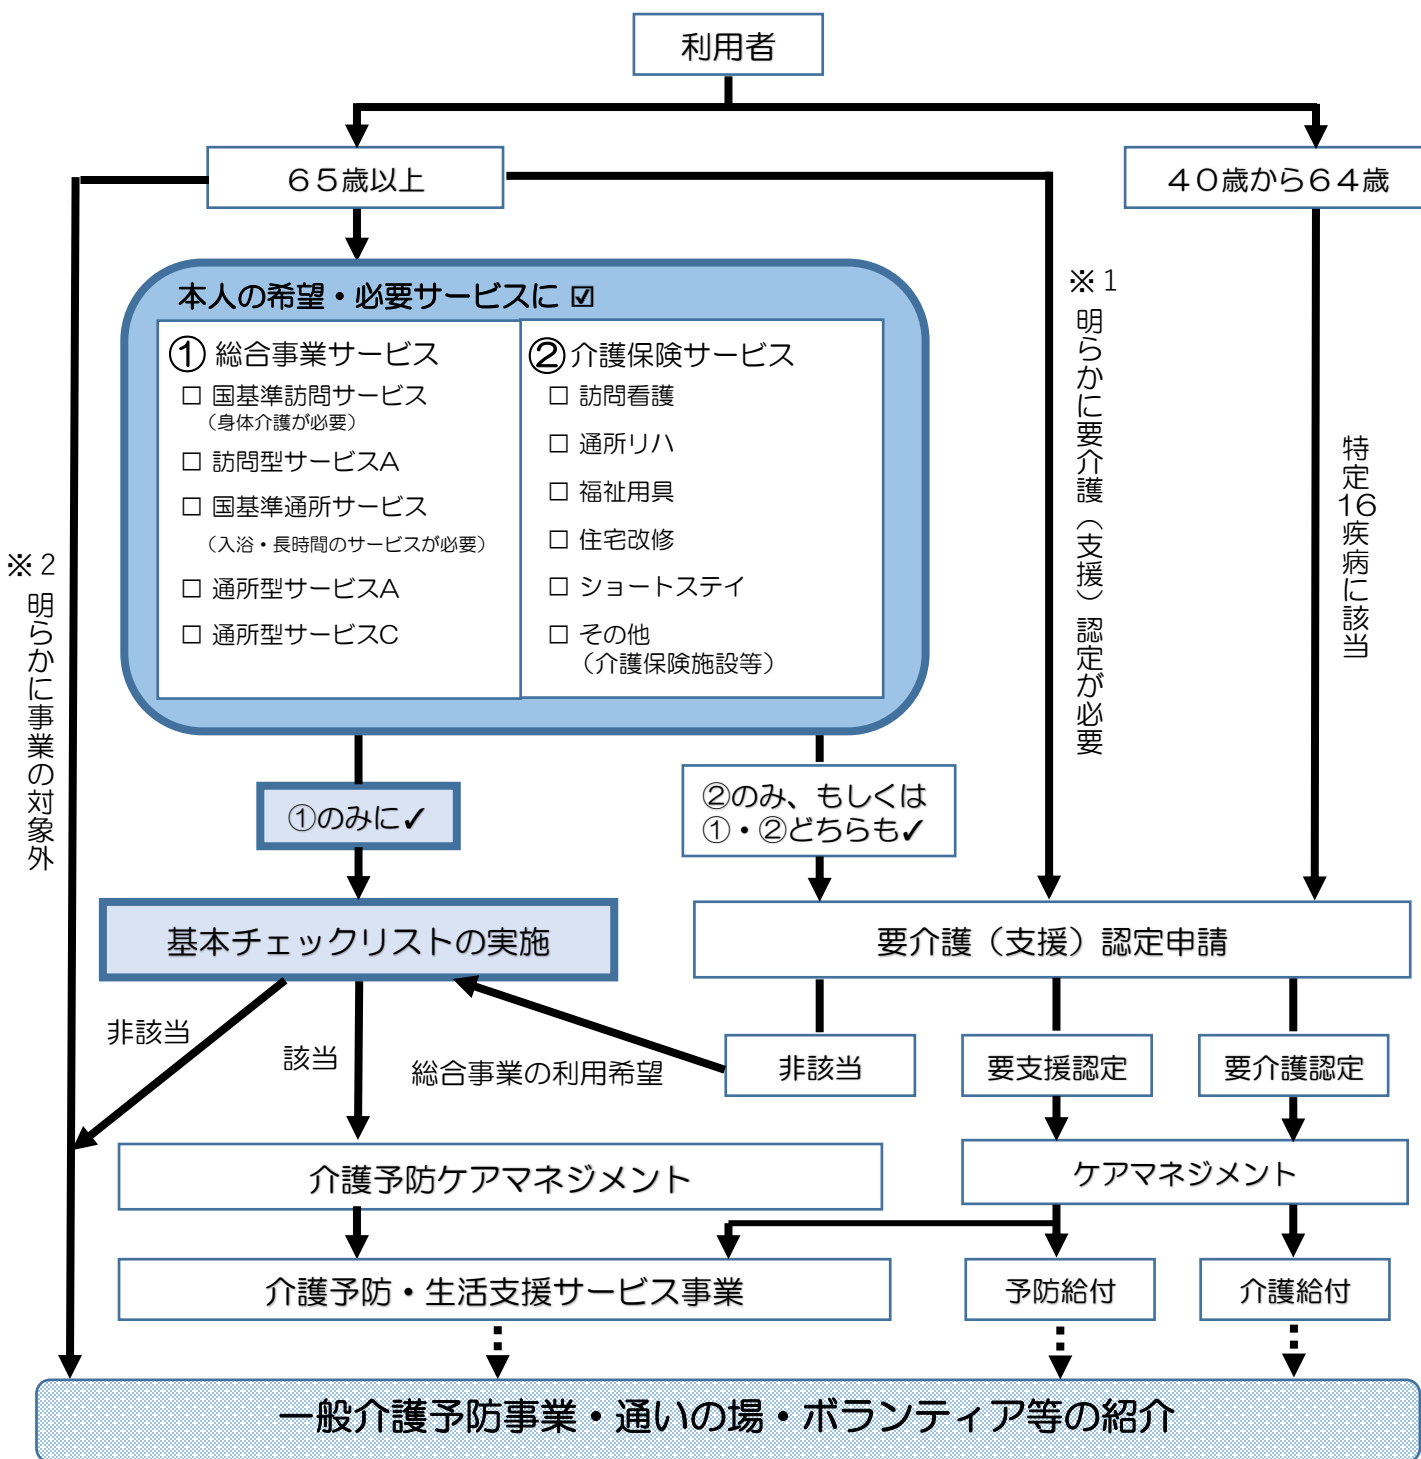 利用者
６５歳以上
４０歳から６４歳
本人の希望・必要サービスに ☑
① 総合事業サービス
□ 国基準訪問サービス
（身体介護が必要）
□ 訪問型サービスA
□ 国基準通所サービス
（入浴・長時間のサービスが必要）
□ 通所型サービスA
□ 通所型サービスC
② 介護保険サービス
□ 訪問看護
□ 通所リハ
□ 福祉用具
□ 住宅改修
□ ショートステイ
□ その他
（介護保険施設等）
※１ 明らかに要介護（支援）認定が必要
特定16疾病に該当
※２ 明らかに事業の対象外
①のみに✓
②のみ、もしくは
①・②どちらも✓
基本チェックリストの実施
要介護（支援）認定申請
非該当
該当
総合事業の利用希望
非該当
要支援認定
要介護認定
介護予防ケアマネジメント
ケアマネジメント
介護予防・生活支援サービス事業
予防給付
介護給付
一般介護予防事業・通いの場・ボランティア等の紹介